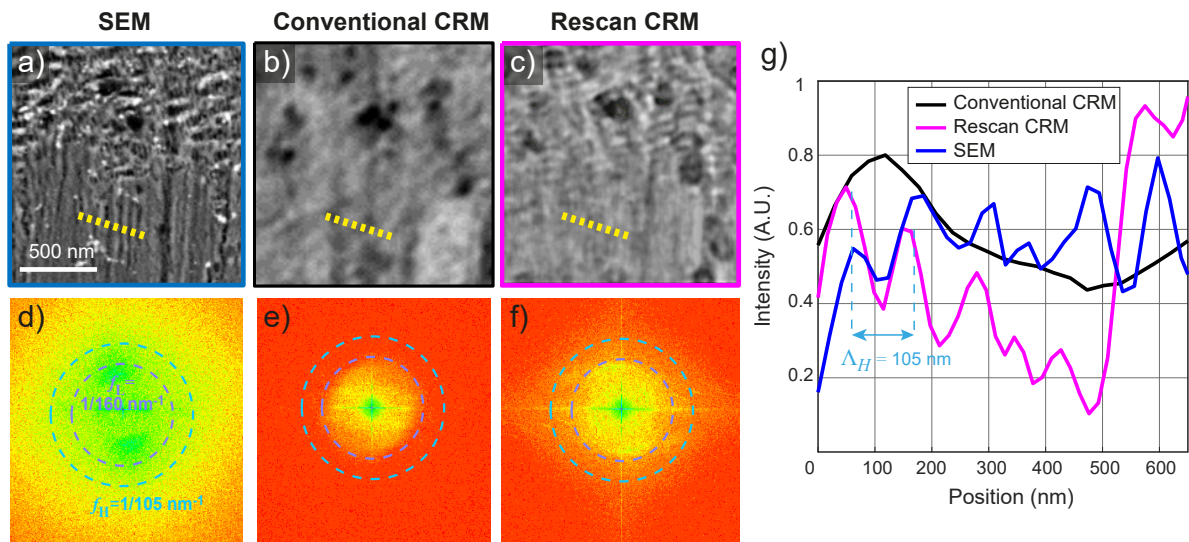 SEM
Conventional CRM
Rescan CRM
a)
500 nm
b)
c)
d)
f_L=
1/160 nm⁻¹
f_H=1/105 nm⁻¹
e)
f)
g)
Conventional CRM
Rescan CRM
SEM
Intensity (A.U.)
1
0.8
0.6
0.4
0.2
Λ_H = 105 nm
0 100 200 300 400 500 600
Position (nm)